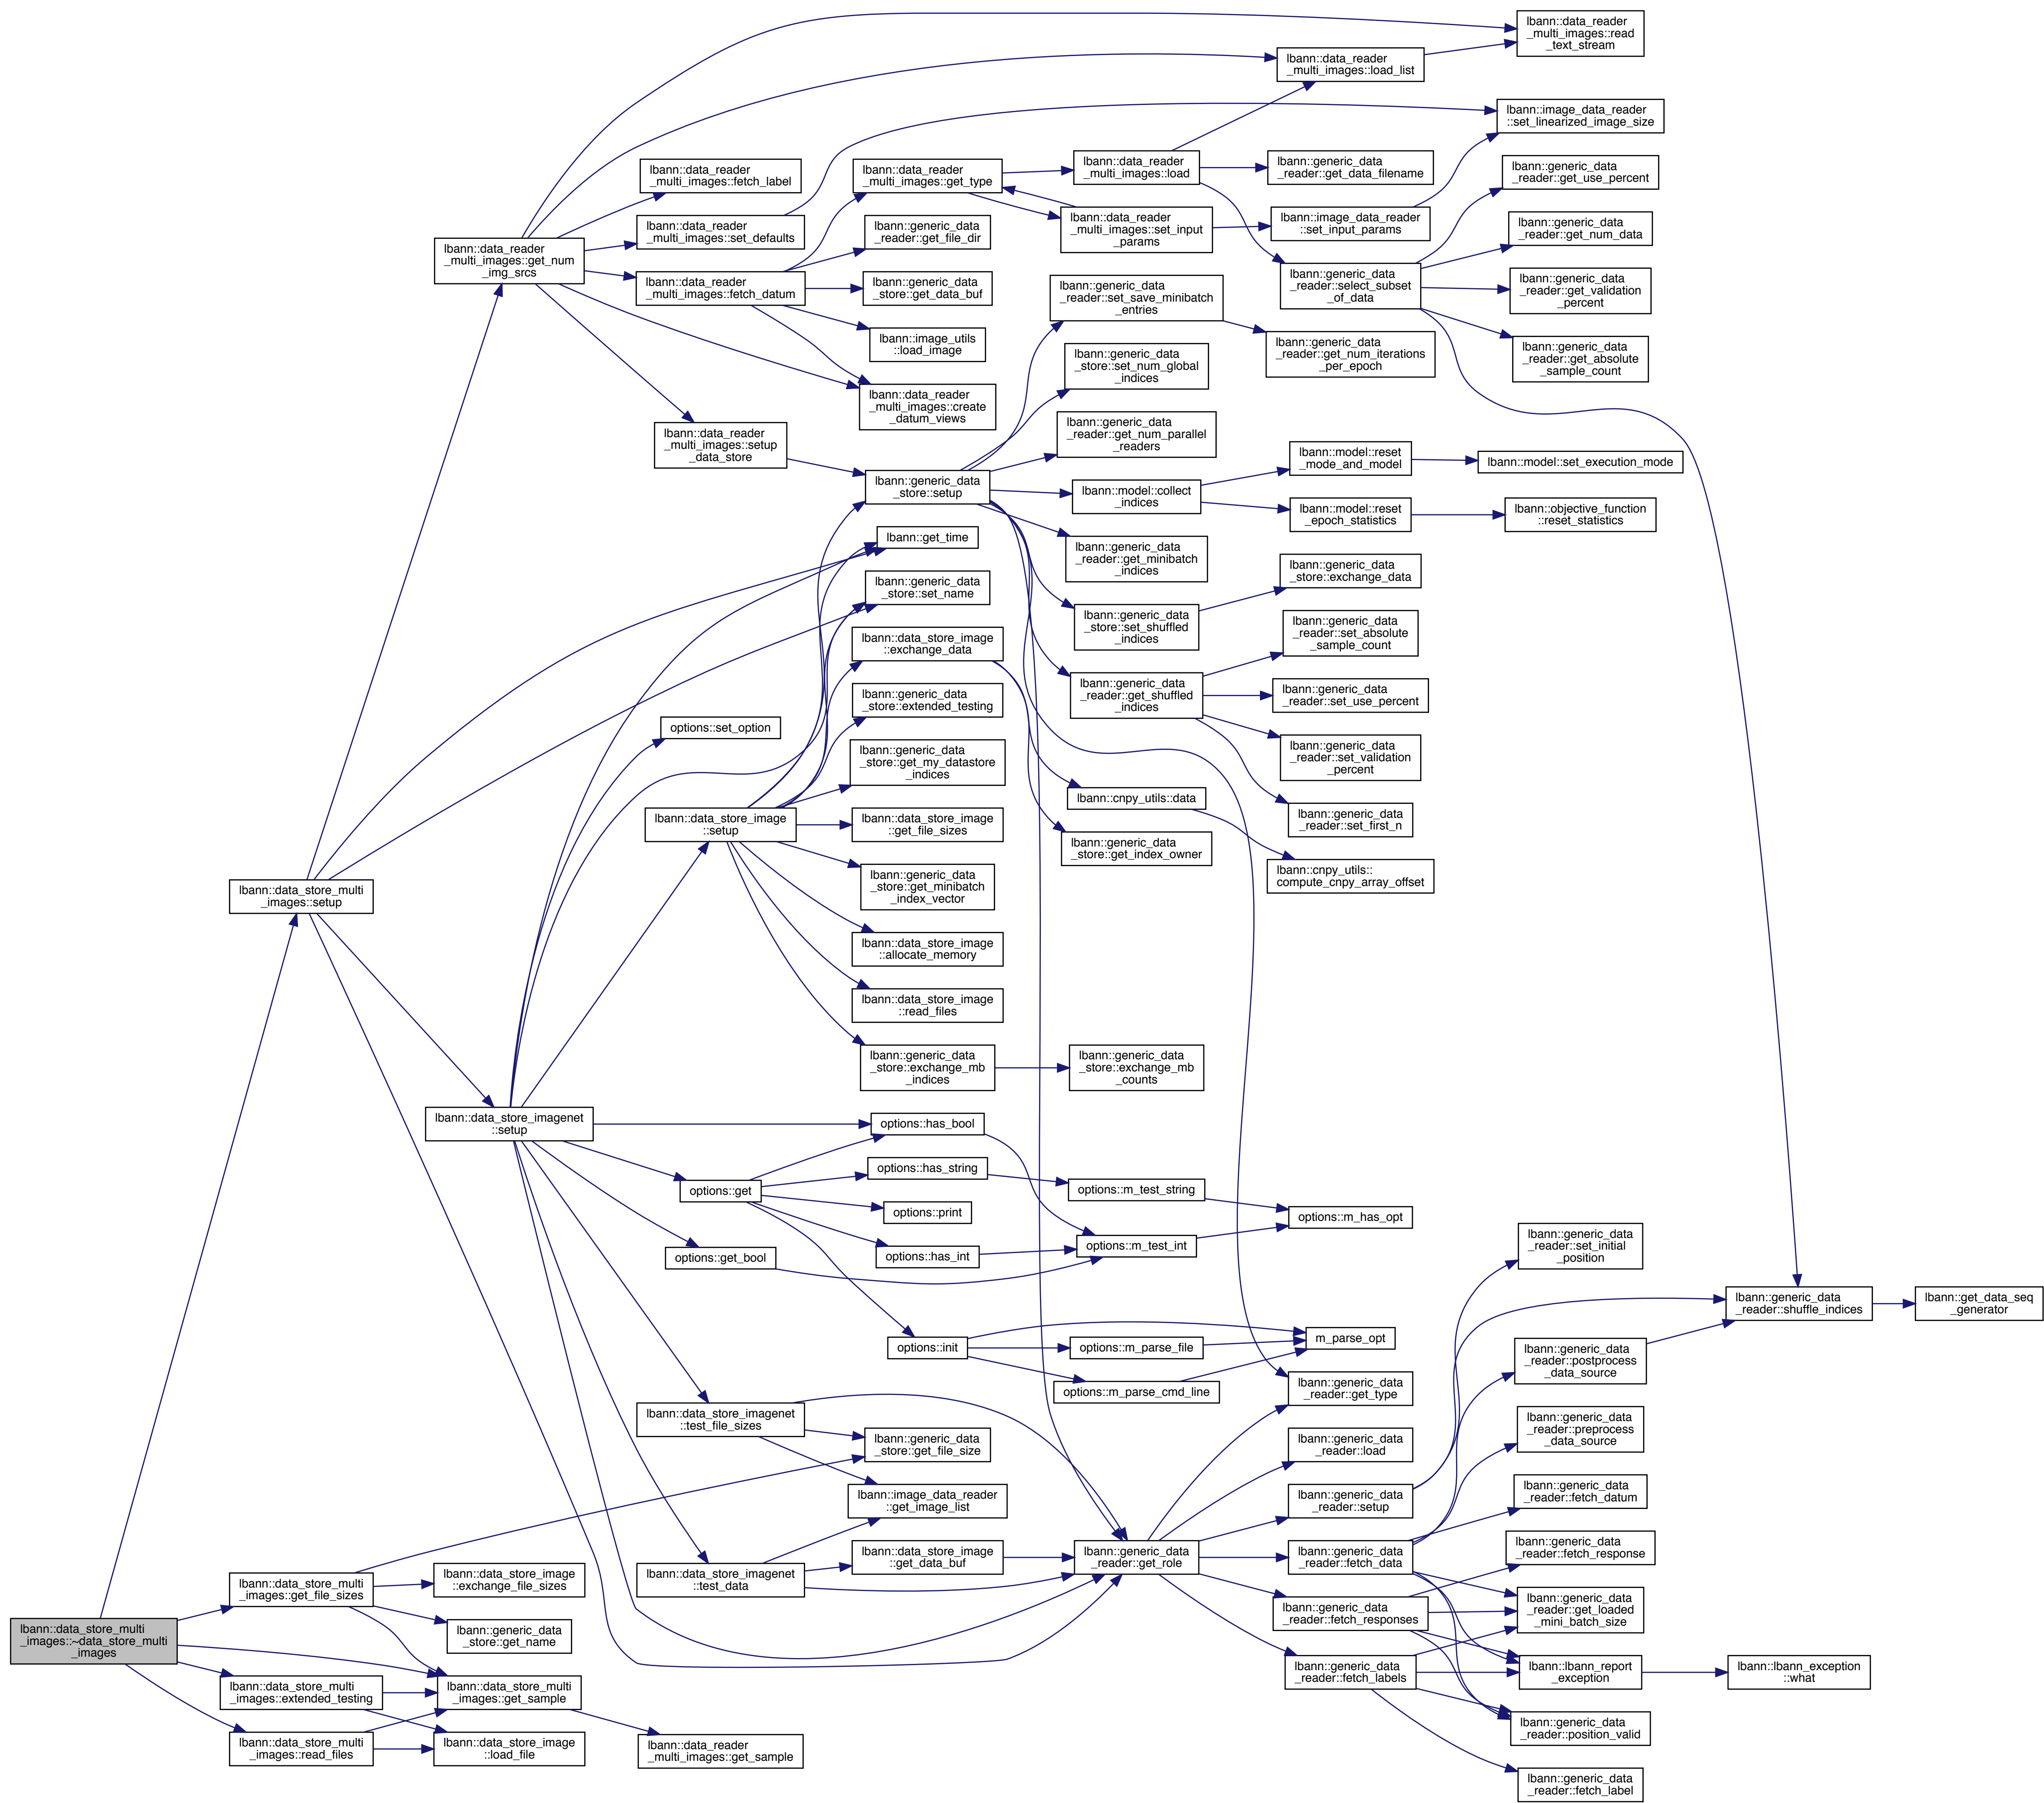 lbann::data_store_multi
_images::~data_store_multi
_images
lbann::data_store_multi
_images::setup
lbann::data_store_multi
_images::get_file_sizes
lbann::data_store_multi
_images::extended_testing
lbann::data_store_multi
_images::read_files
lbann::data_reader
_multi_images::get_num
_img_srcs
lbann::data_store_imagenet
::setup
lbann::data_store_image
::exchange_file_sizes
lbann::generic_data
_store::get_name
lbann::data_store_multi
_images::get_sample
lbann::data_store_image
::load_file
lbann::data_reader
_multi_images::fetch_label
lbann::data_reader
_multi_images::set_defaults
lbann::data_reader
_multi_images::fetch_datum
lbann::data_reader
_multi_images::setup
_data_store
options::set_option
lbann::data_store_image
::setup
options::get
options::get_bool
lbann::data_store_imagenet
::test_file_sizes
lbann::data_store_imagenet
::test_data
lbann::data_reader
_multi_images::get_sample
lbann::data_reader
_multi_images::get_type
lbann::generic_data
_reader::get_file_dir
lbann::generic_data
_store::get_data_buf
lbann::image_utils
::load_image
lbann::data_reader
_multi_images::create
_datum_views
lbann::generic_data
_store::setup
lbann::get_time
lbann::generic_data
_store::set_name
lbann::data_store_image
::exchange_data
lbann::generic_data
_store::extended_testing
lbann::generic_data
_store::get_my_datastore
_indices
lbann::data_store_image
::get_file_sizes
lbann::generic_data
_store::get_minibatch
_index_vector
lbann::data_store_image
::allocate_memory
lbann::data_store_image
::read_files
lbann::generic_data
_store::exchange_mb
_indices
options::has_bool
options::has_string
options::print
options::has_int
options::init
lbann::generic_data
_store::get_file_size
lbann::image_data_reader
::get_image_list
lbann::data_store_image
::get_data_buf
lbann::data_reader
_multi_images::load
lbann::data_reader
_multi_images::set_input
_params
lbann::generic_data
_reader::set_save_minibatch
_entries
lbann::generic_data
_store::set_num_global
_indices
lbann::generic_data
_reader::get_num_parallel
_readers
lbann::model::collect
_indices
lbann::generic_data
_reader::get_minibatch
_indices
lbann::generic_data
_store::set_shuffled
_indices
lbann::generic_data
_reader::get_shuffled
_indices
lbann::cnpy_utils::data
lbann::generic_data
_store::get_index_owner
lbann::generic_data
_store::exchange_mb
_counts
options::m_test_string
options::m_test_int
options::m_parse_file
options::m_parse_cmd_line
lbann::generic_data
_reader::get_role
lbann::data_reader
_multi_images::load_list
lbann::generic_data
_reader::get_data_filename
lbann::image_data_reader
::set_input_params
lbann::generic_data
_reader::select_subset
_of_data
lbann::generic_data
_reader::get_num_iterations
_per_epoch
lbann::model::reset
_mode_and_model
lbann::model::reset
_epoch_statistics
lbann::generic_data
_store::exchange_data
lbann::generic_data
_reader::set_absolute
_sample_count
lbann::generic_data
_reader::set_use_percent
lbann::generic_data
_reader::set_validation
_percent
lbann::generic_data
_reader::set_first_n
lbann::cnpy_utils::
compute_cnpy_array_offset
options::m_has_opt
m_parse_opt
lbann::generic_data
_reader::get_type
lbann::generic_data
_reader::load
lbann::generic_data
_reader::setup
lbann::generic_data
_reader::fetch_data
lbann::generic_data
_reader::fetch_responses
lbann::generic_data
_reader::fetch_labels
lbann::data_reader
_multi_images::read
_text_stream
lbann::image_data_reader
::set_linearized_image_size
lbann::generic_data
_reader::get_use_percent
lbann::generic_data
_reader::get_num_data
lbann::generic_data
_reader::get_validation
_percent
lbann::generic_data
_reader::get_absolute
_sample_count
lbann::model::set_execution_mode
lbann::objective_function
::reset_statistics
lbann::generic_data
_reader::set_initial
_position
lbann::generic_data
_reader::postprocess
_data_source
lbann::generic_data
_reader::preprocess
_data_source
lbann::generic_data
_reader::fetch_datum
lbann::generic_data
_reader::fetch_response
lbann::generic_data
_reader::get_loaded
_mini_batch_size
lbann::lbann_report
_exception
lbann::generic_data
_reader::position_valid
lbann::generic_data
_reader::fetch_label
lbann::generic_data
_reader::shuffle_indices
lbann::lbann_exception
::what
lbann::get_data_seq
_generator